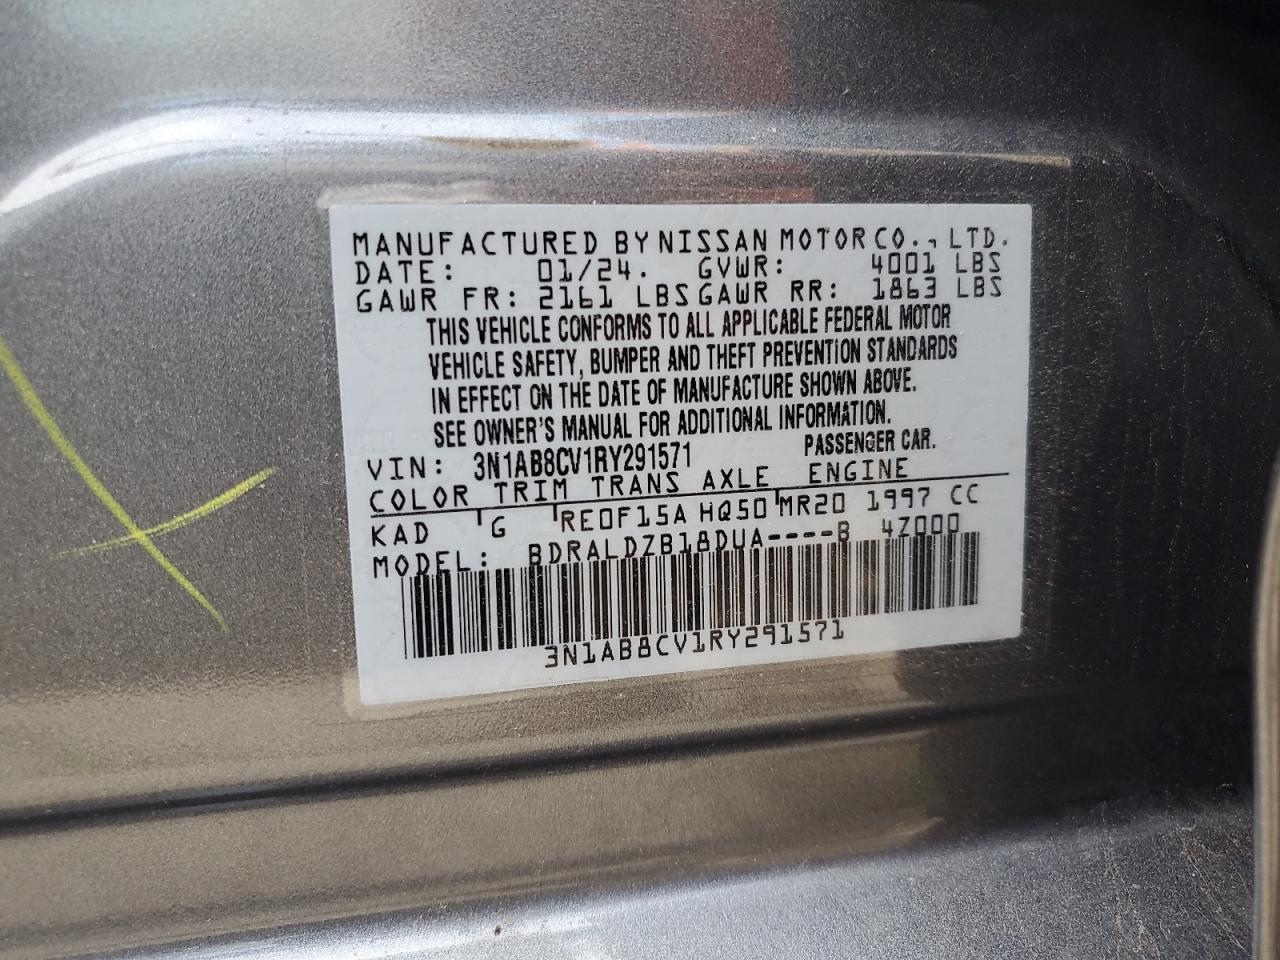 MANUFACTURED BY NISSAN MOTOR CO., LTD.
DATE: 01/24. GVWR: 4001 LBS
GAWR FR: 2161 LBS GAWR RR: 1863 LBS
THIS VEHICLE CONFORMS TO ALL APPLICABLE FEDERAL MOTOR
VEHICLE SAFETY, BUMPER AND THEFT PREVENTION STANDARDS
IN EFFECT ON THE DATE OF MANUFACTURE SHOWN ABOVE.
SEE OWNER'S MANUAL FOR ADDITIONAL INFORMATION.
VIN: 3N1AB8CV1RY291571 PASSENGER CAR.
COLOR TRIM TRANS AXLE ENGINE
KAD G RE0F15A HQ50 MR20 1997 CC
MODEL: BDRALDZB18DUA----B 4Z000
3N1AB8CV1RY291571